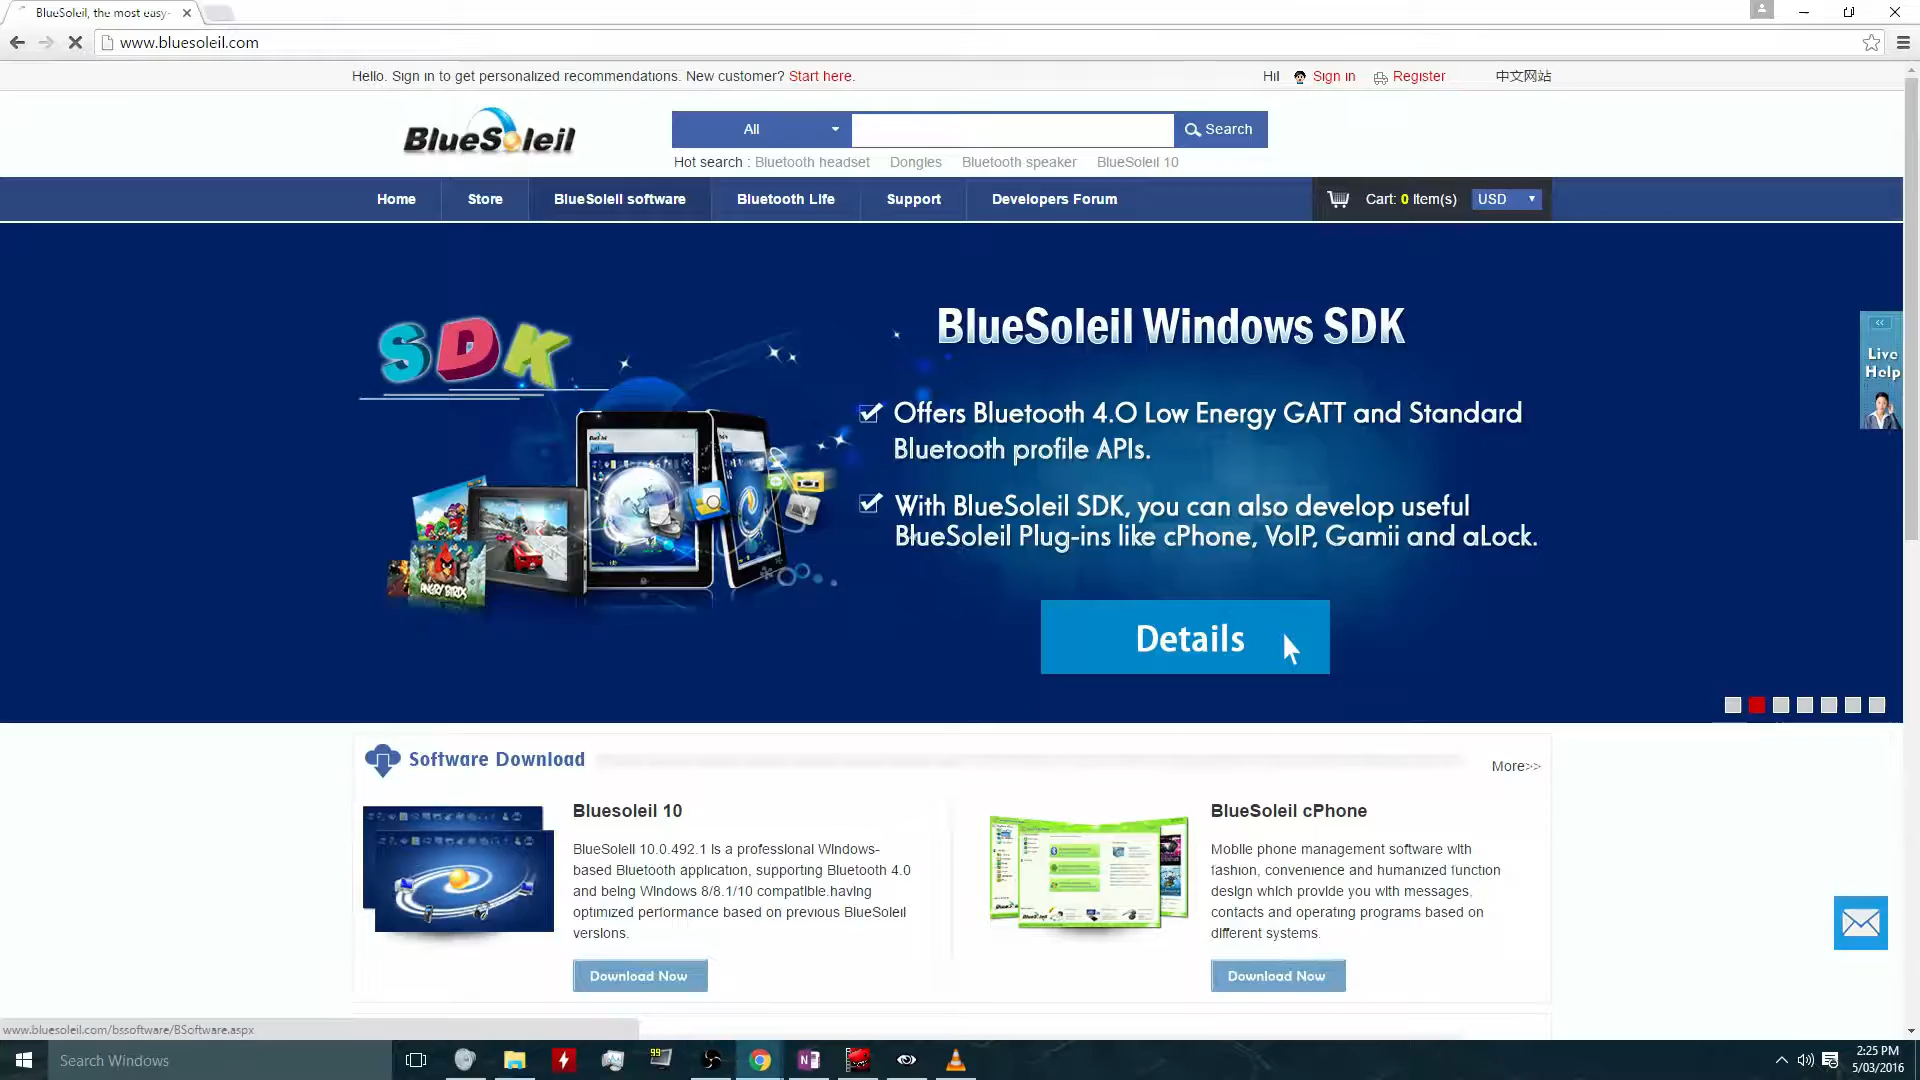 BlueSoleil, the most easy-
www.bluesoleil.com
Hello. Sign in to get personalized recommendations. New customer? Start here.
Hi! Sign in Register 中文网站
BlueSoleil
All Search
Hot search : Bluetooth headset Dongles Bluetooth speaker BlueSoleil 10
Home Store BlueSoleil software Bluetooth Life Support Developers Forum Cart: 0 Item(s) USD
SDK
BlueSoleil Windows SDK
Offers Bluetooth 4.0 Low Energy GATT and Standard
Bluetooth profile APIs.
With BlueSoleil SDK, you can also develop useful
BlueSoleil Plug-ins like cPhone, VoIP, Gamii and aLock.
ANGRY BIRDS
Details
<<
Live
Help
Software Download
More>>
Bluesoleil 10
BlueSoleil 10.0.492.1 is a professional Windows-
based Bluetooth application, supporting Bluetooth 4.0
and being Windows 8/8.1/10 compatible.having
optimized performance based on previous BlueSoleil
versions.
Download Now
BlueSoleil cPhone
Mobile phone management software with
fashion, convenience and humanized function
design which provide you with messages,
contacts and operating programs based on
different systems.
Download Now
www.bluesoleil.com/bssoftware/BSoftware.aspx
Search Windows
99
2:25 PM
5/03/2016